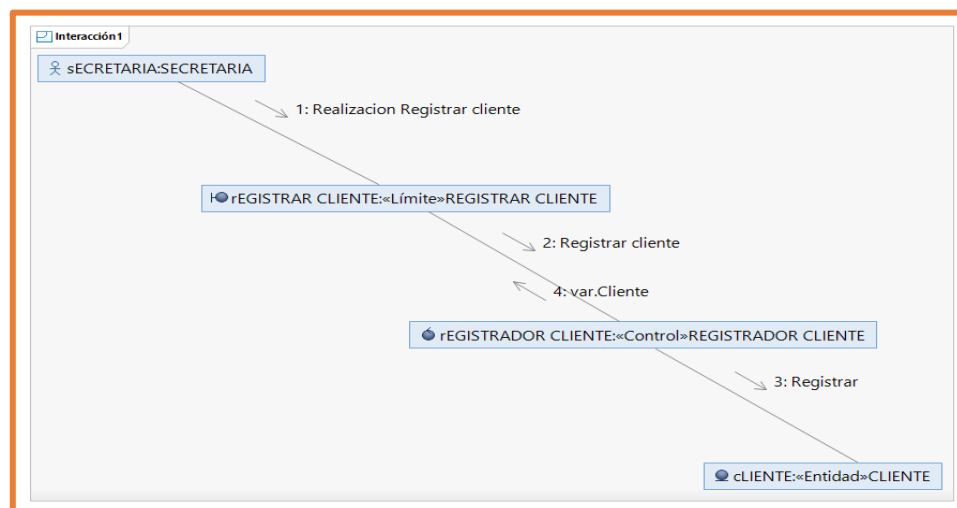 Interacción1
sECRETARIA:SECRETARIA
1: Realizacion Registrar cliente
rEGISTRAR CLIENTE:«Límite»REGISTRAR CLIENTE
2: Registrar cliente
4: var.Cliente
rEGISTRADOR CLIENTE:«Control»REGISTRADOR CLIENTE
3: Registrar
cLIENTE:«Entidad»CLIENTE